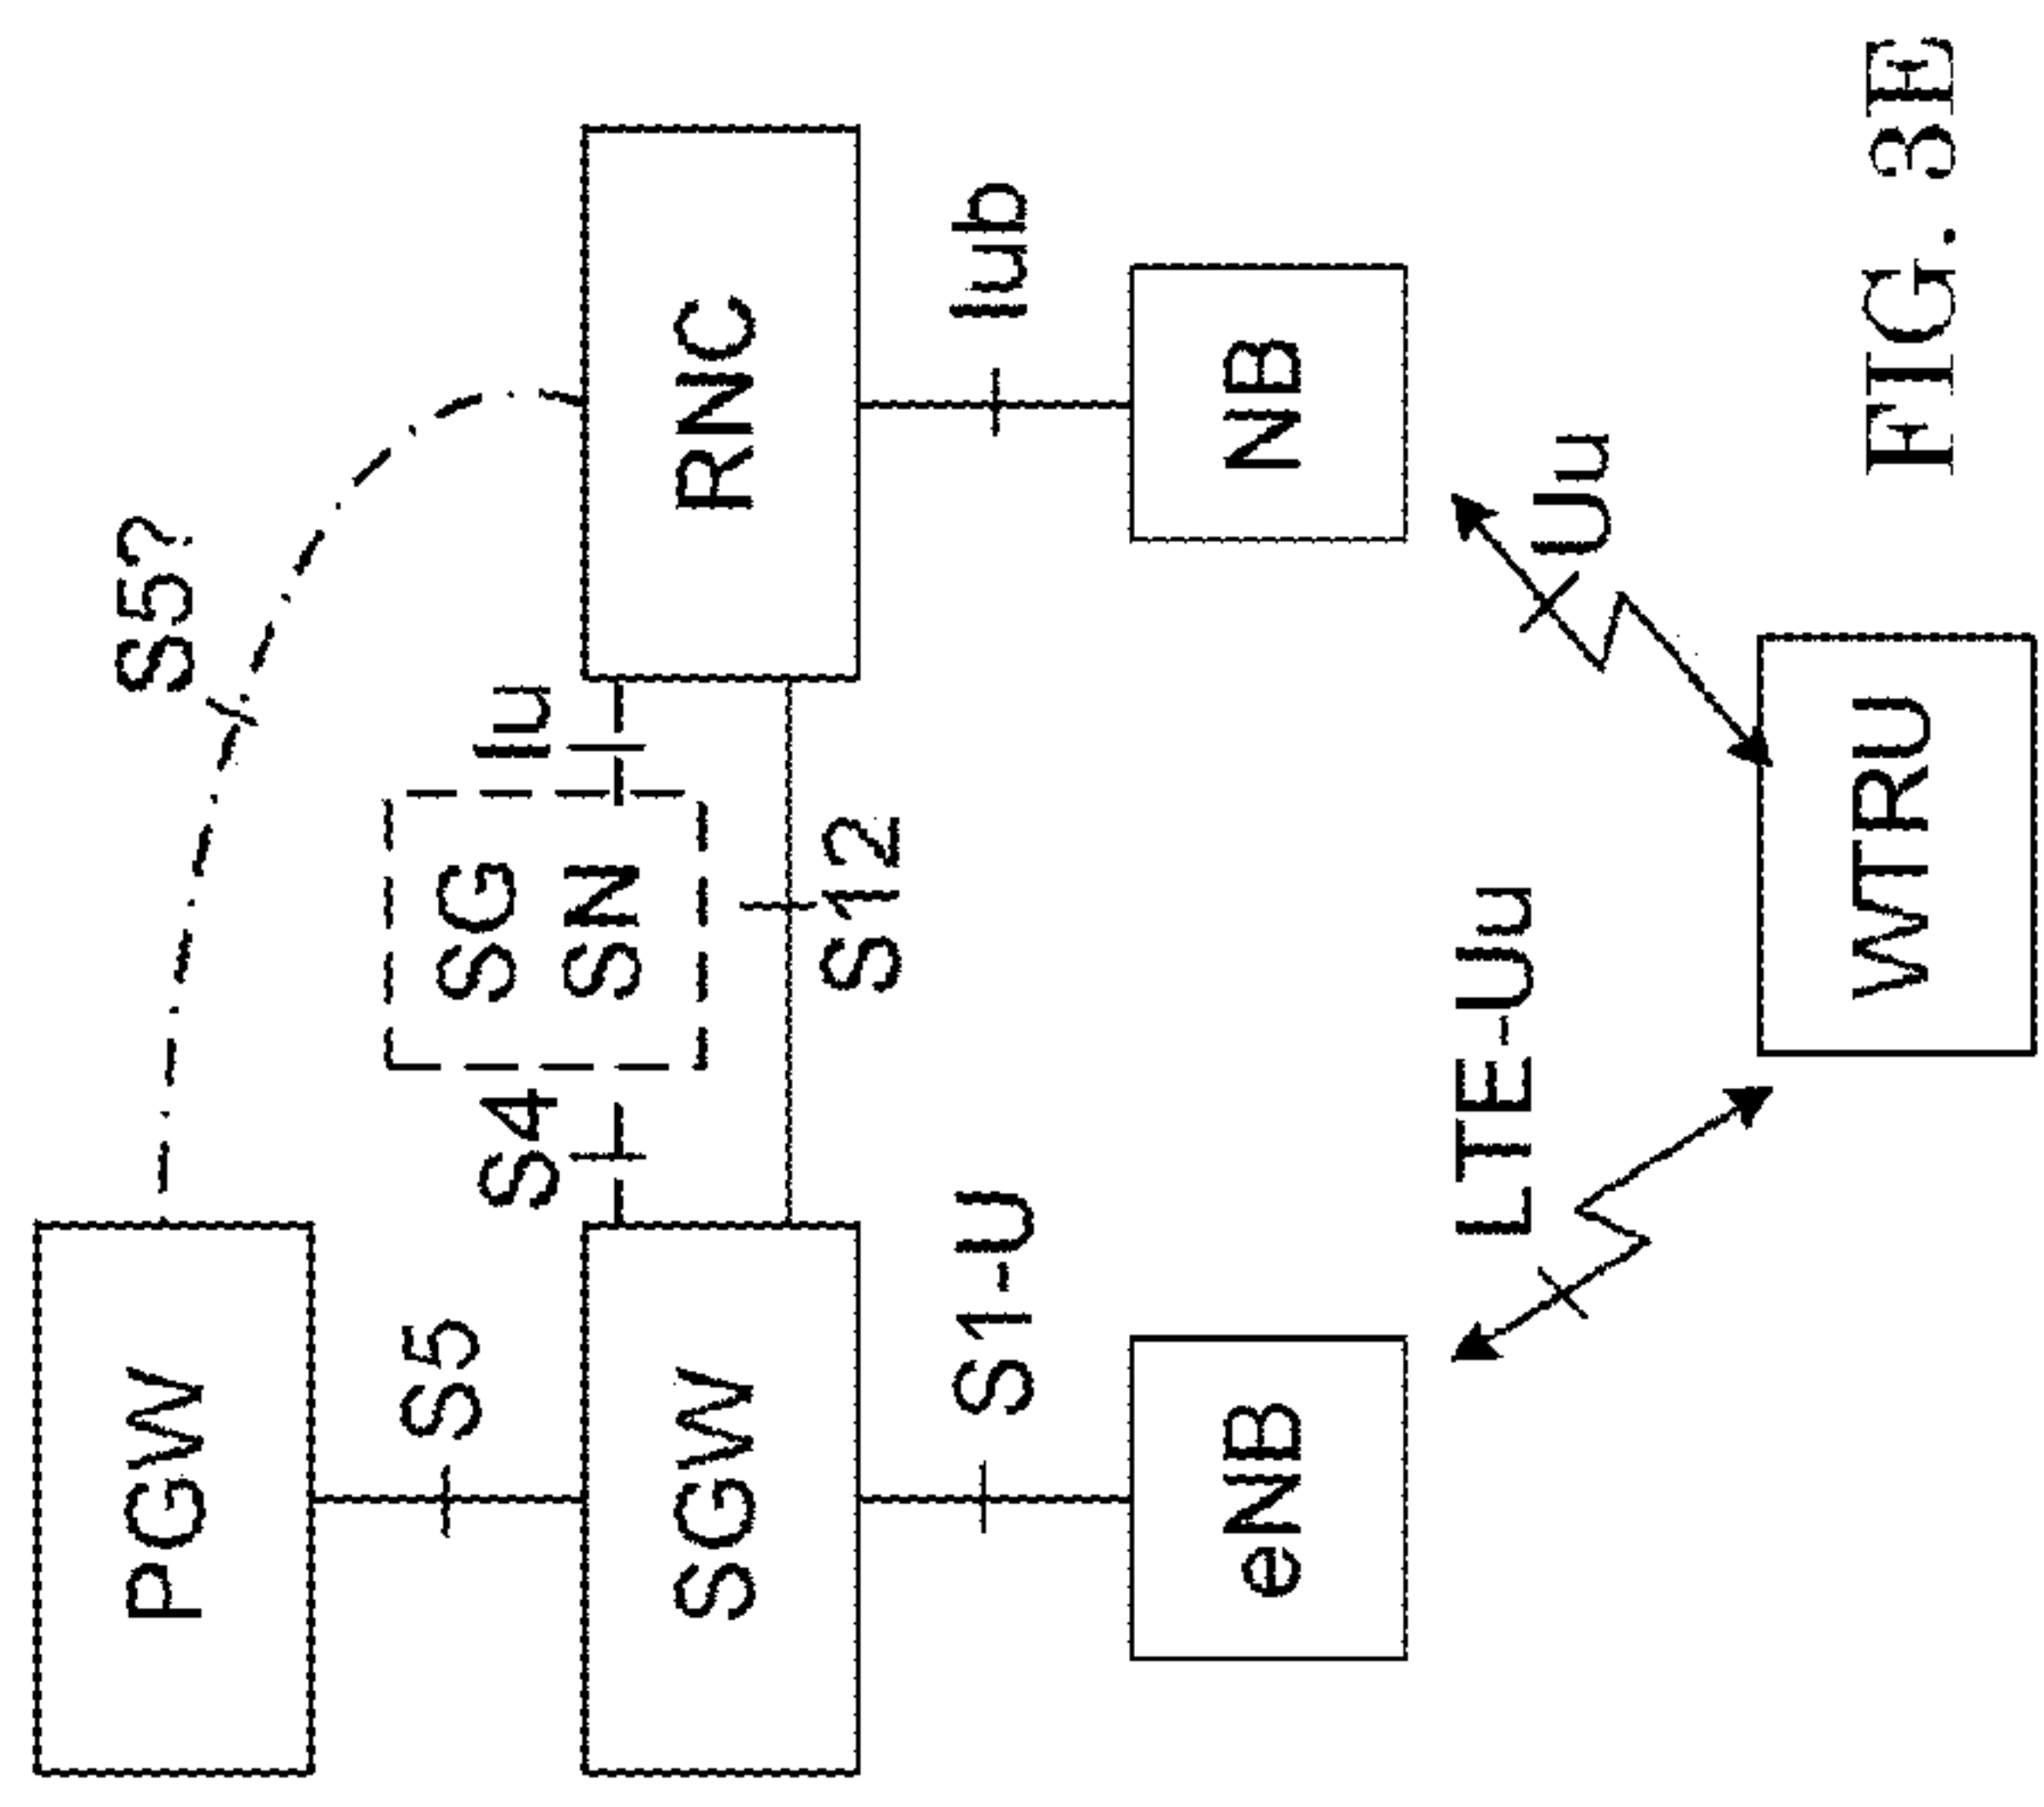 PGW
S5?
S5
S4
SG
SN
Iu
SGW
S12
RNC
S1-U
Iub
eNB
NB
LTE-Uu
Uu
WTRU
FIG. 3E